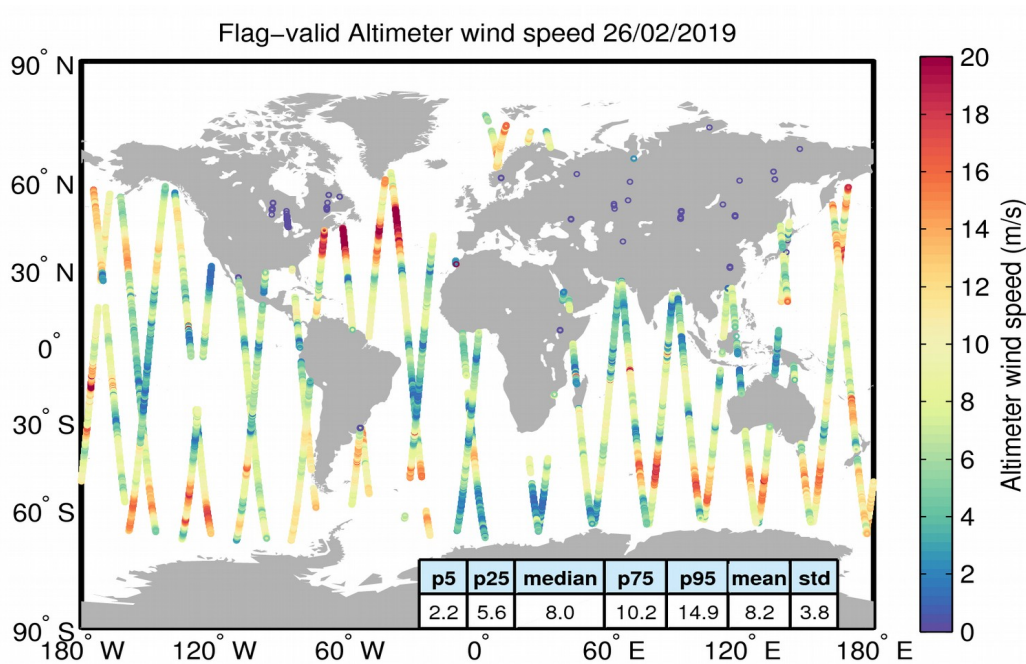 Flag-valid Altimeter wind speed 26/02/2019
90° N
60° N
30° N
0°
30° S
60° S
90° S
180° W
120° W
60° W
0°
60° E
120° E
180° E
p5 p25 median p75 p95 mean std
2.2 5.6 8.0 10.2 14.9 8.2 3.8
20
18
16
14
12
10
8
6
4
2
0
Altimeter wind speed (m/s)